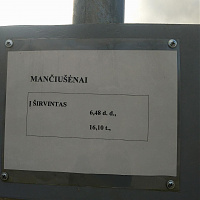 MANČIUŠĖNAI
Į ŠIRVINTAS
6,48 d. d.,
16,10 t.,